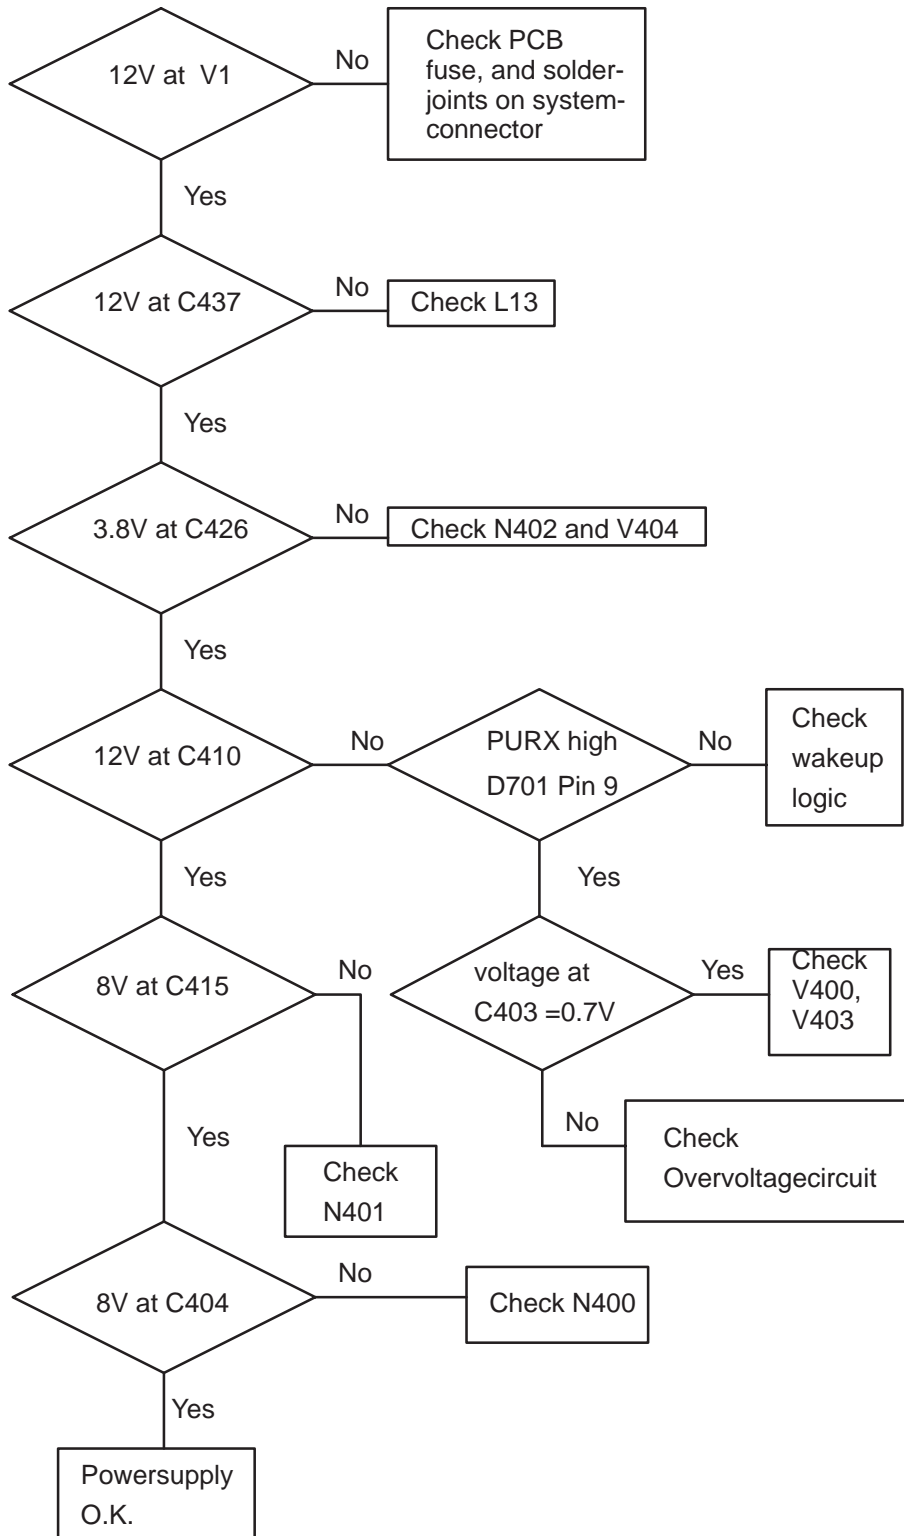 12V at V1
No
Check PCB
fuse, and solder-
joints on system-
connector
Yes
12V at C437
No
Check L13
Yes
3.8V at C426
No
Check N402 and V404
Yes
12V at C410
No
PURX high
D701 Pin 9
No
Check
wakeup
logic
Yes
Yes
8V at C415
No
voltage at
C403 =0.7V
Yes
Check
V400,
V403
Yes
Check
N401
No
Check
Overvoltagecircuit
8V at C404
No
Check N400
Yes
Powersupply
O.K.